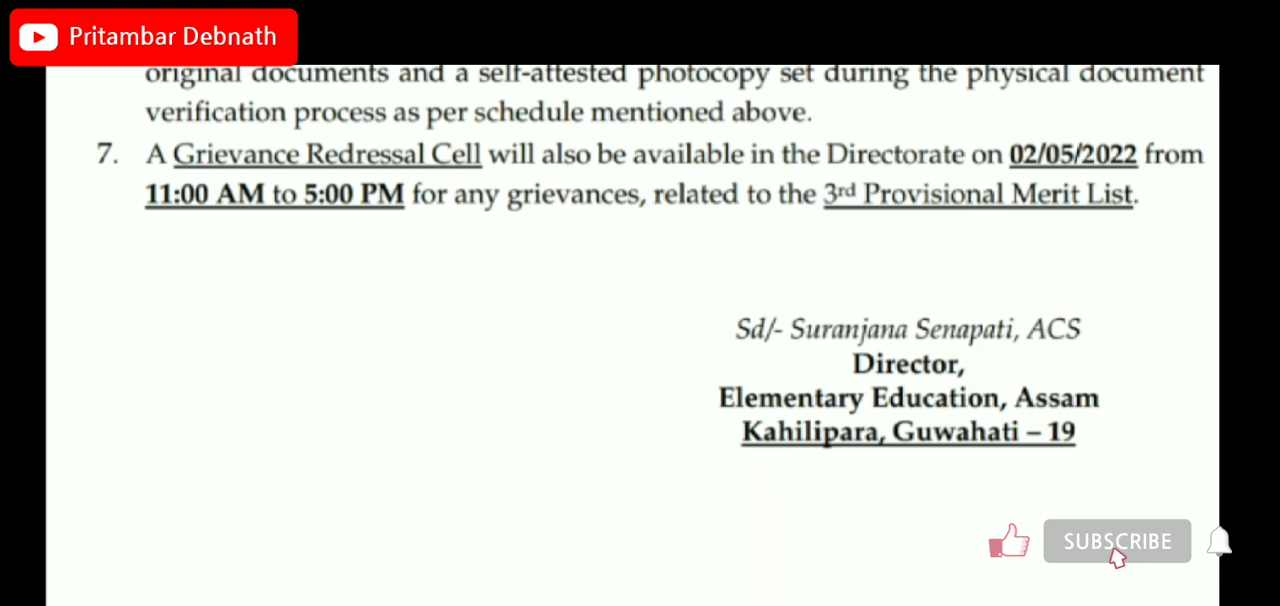 Pritambar Debnath
original documents and a self-attested photocopy set during the physical document
verification process as per schedule mentioned above.
7. A Grievance Redressal Cell will also be available in the Directorate on 02/05/2022 from
11:00 AM to 5:00 PM for any grievances, related to the 3rd Provisional Merit List.
Sd/- Suranjana Senapati, ACS
Director,
Elementary Education, Assam
Kahilipara, Guwahati – 19
SUBSCRIBE